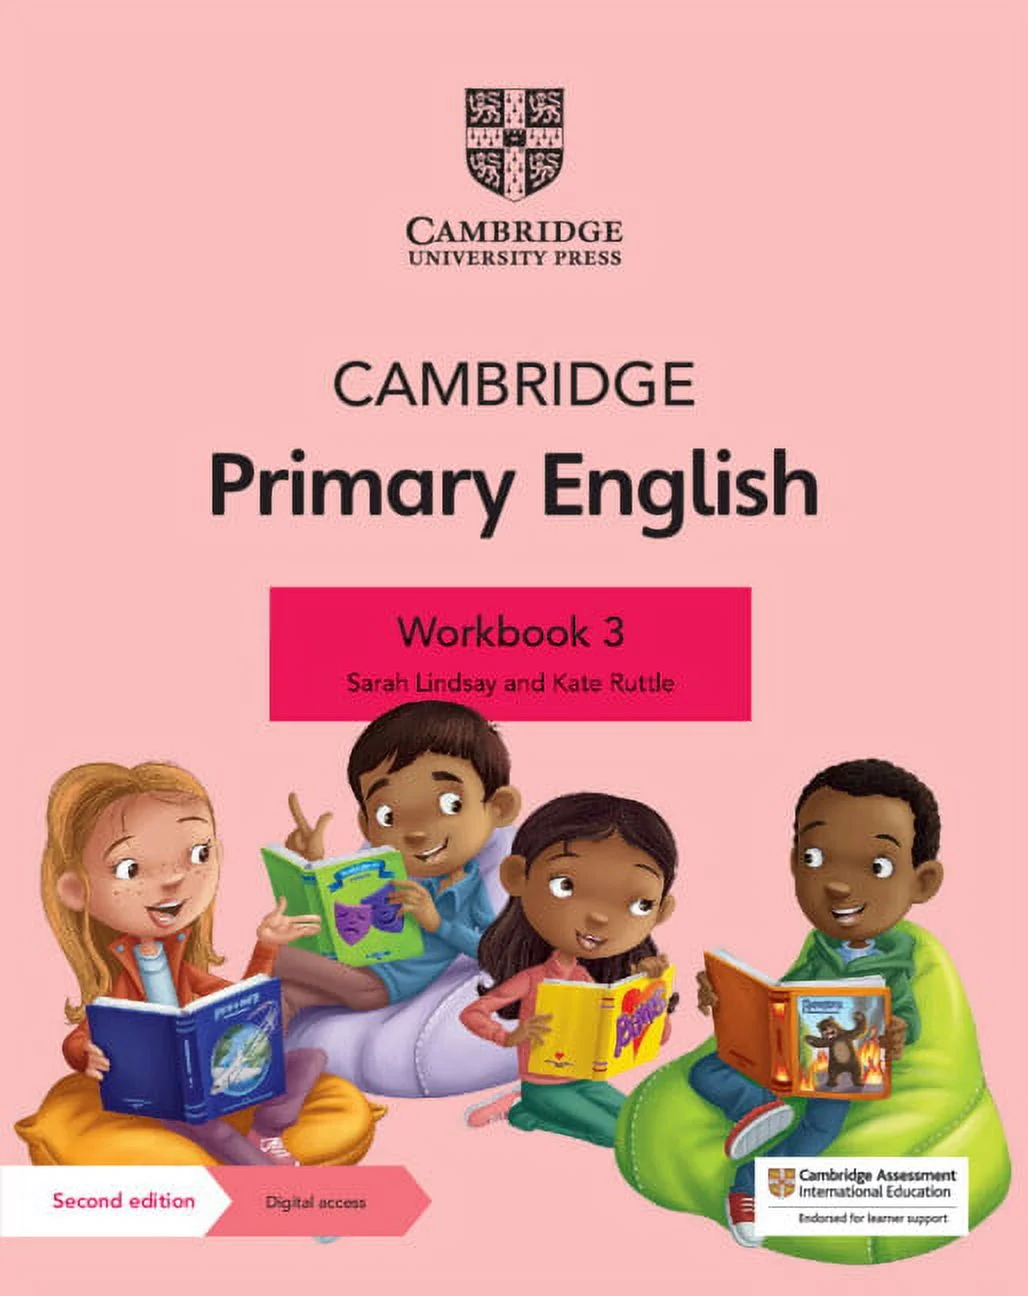 CAMBRIDGE
UNIVERSITY PRESS
CAMBRIDGE
Primary English
Workbook 3
Sarah Lindsay and Kate Ruttle
Second edition
Digital access
Cambridge Assessment
International Education
Endorsed for learner support